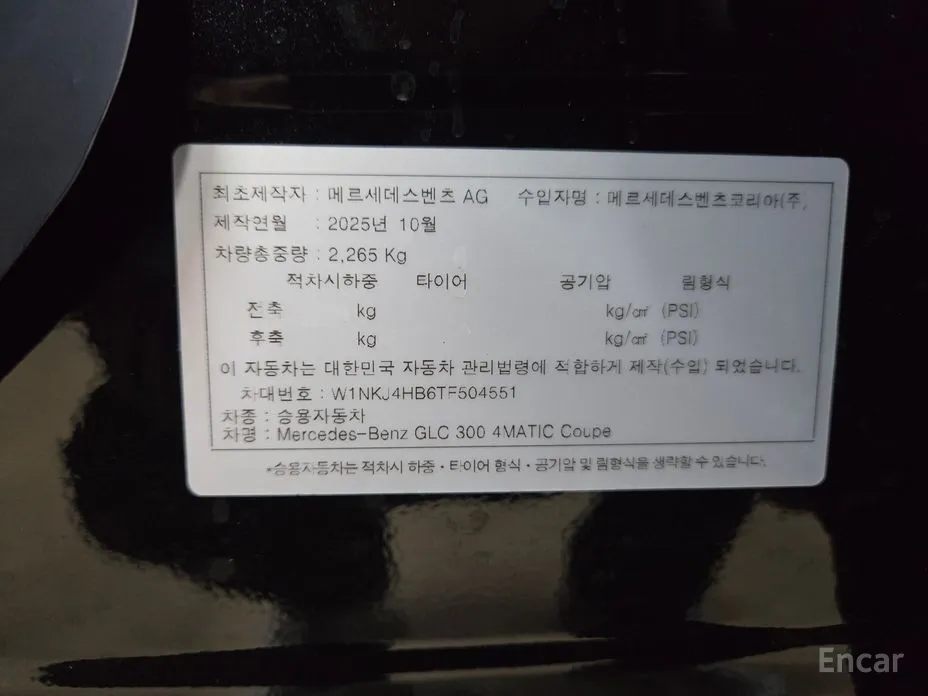 최초제작자 : 메르세데스벤츠 AG 수입자명 : 메르세데스벤츠코리아(주)
제작연월 : 2025년 10월
차량총중량 : 2,265 Kg
적차시하중 타이어 공기압 림형식
전축 kg kg/㎠ (PSI)
후축 kg kg/㎠ (PSI)
이 자동차는 대한민국 자동차 관리법령에 적합하게 제작(수입) 되었습니다.
차대번호 : W1NKJ4HB6TF504551
차종 : 승용자동차
차명 : Mercedes-Benz GLC 300 4MATIC Coupe
*승용자동차는 적차시 하중·타이어 형식·공기압 및 림형식을 생략할 수 있습니다.
Encar